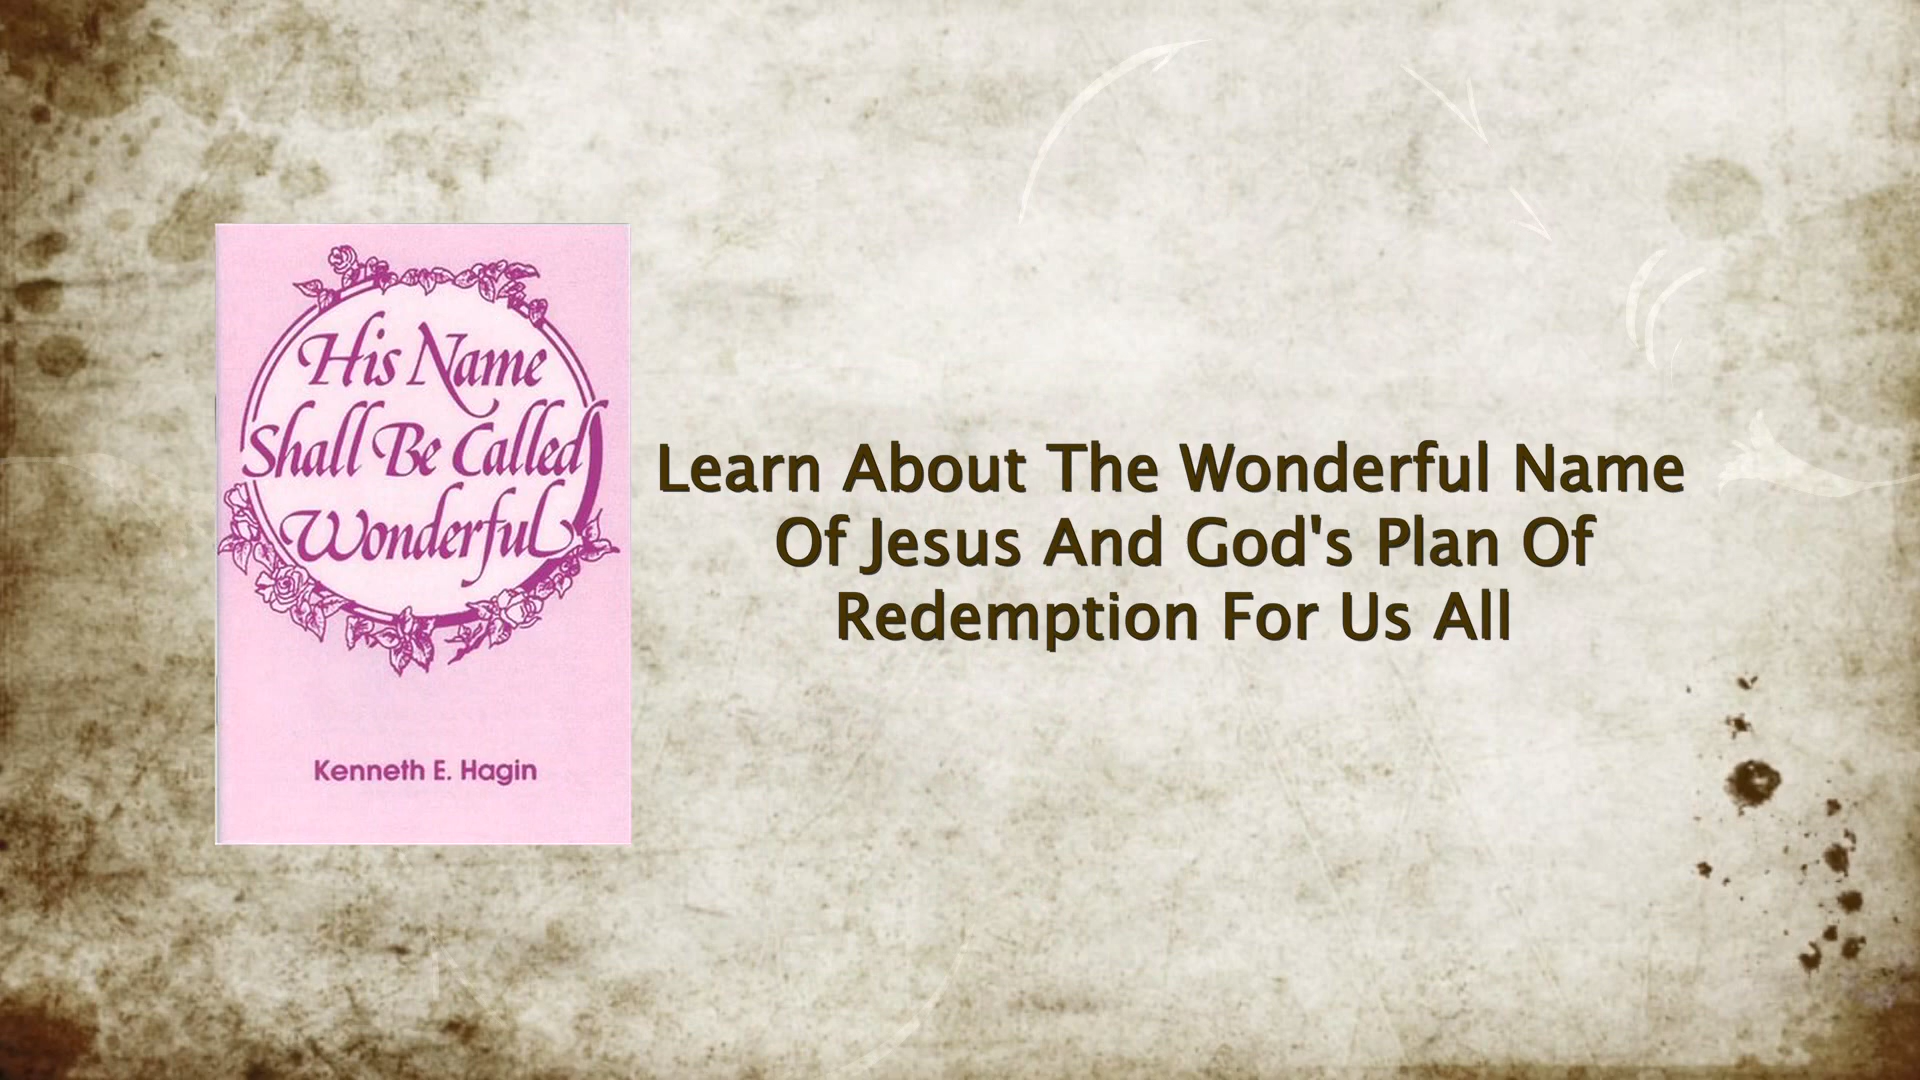 His Name
Shall Be Called
Wonderful
Kenneth E. Hagin
Learn About The Wonderful Name
Of Jesus And God's Plan Of
Redemption For Us All